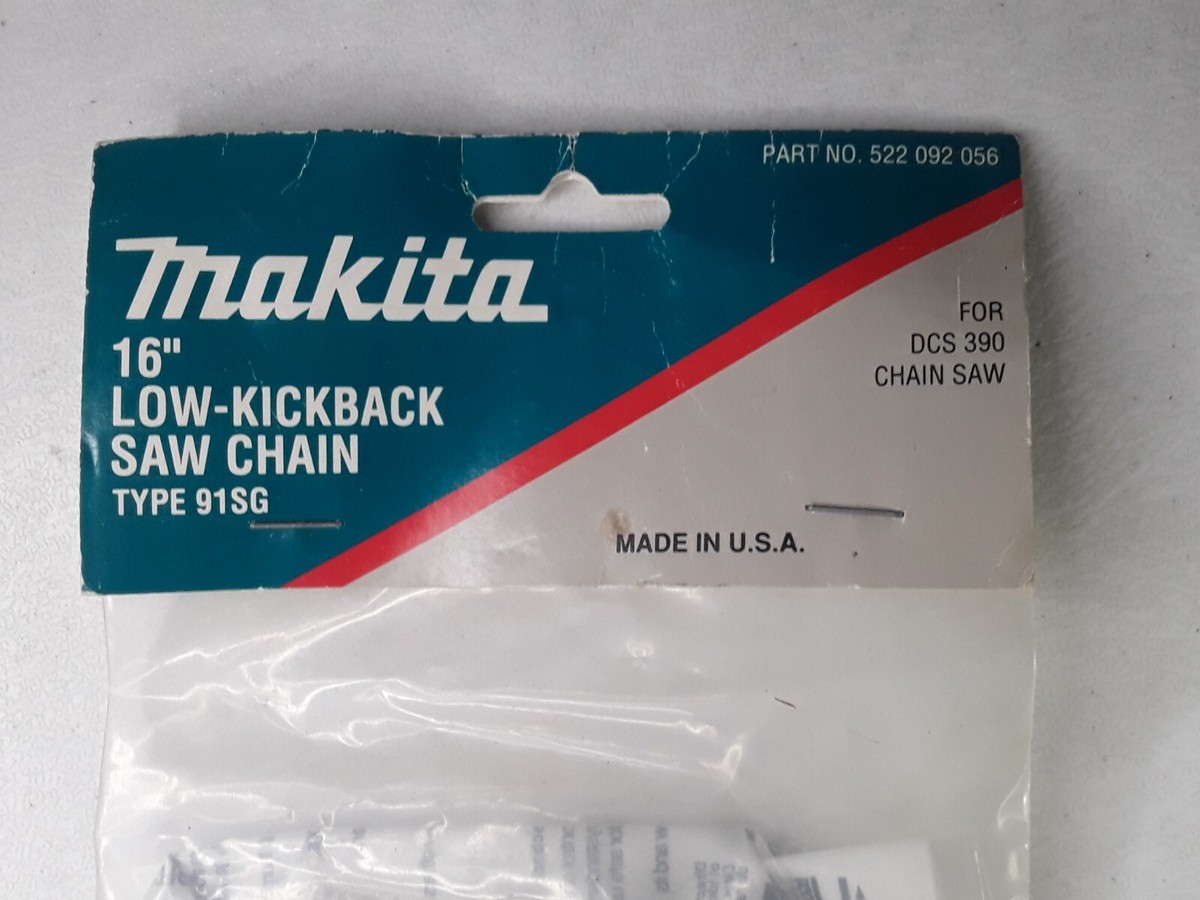 PART NO. 522 092 056
makita
16"
LOW-KICKBACK
SAW CHAIN
TYPE 91SG
FOR
DCS 390
CHAIN SAW
MADE IN U.S.A.